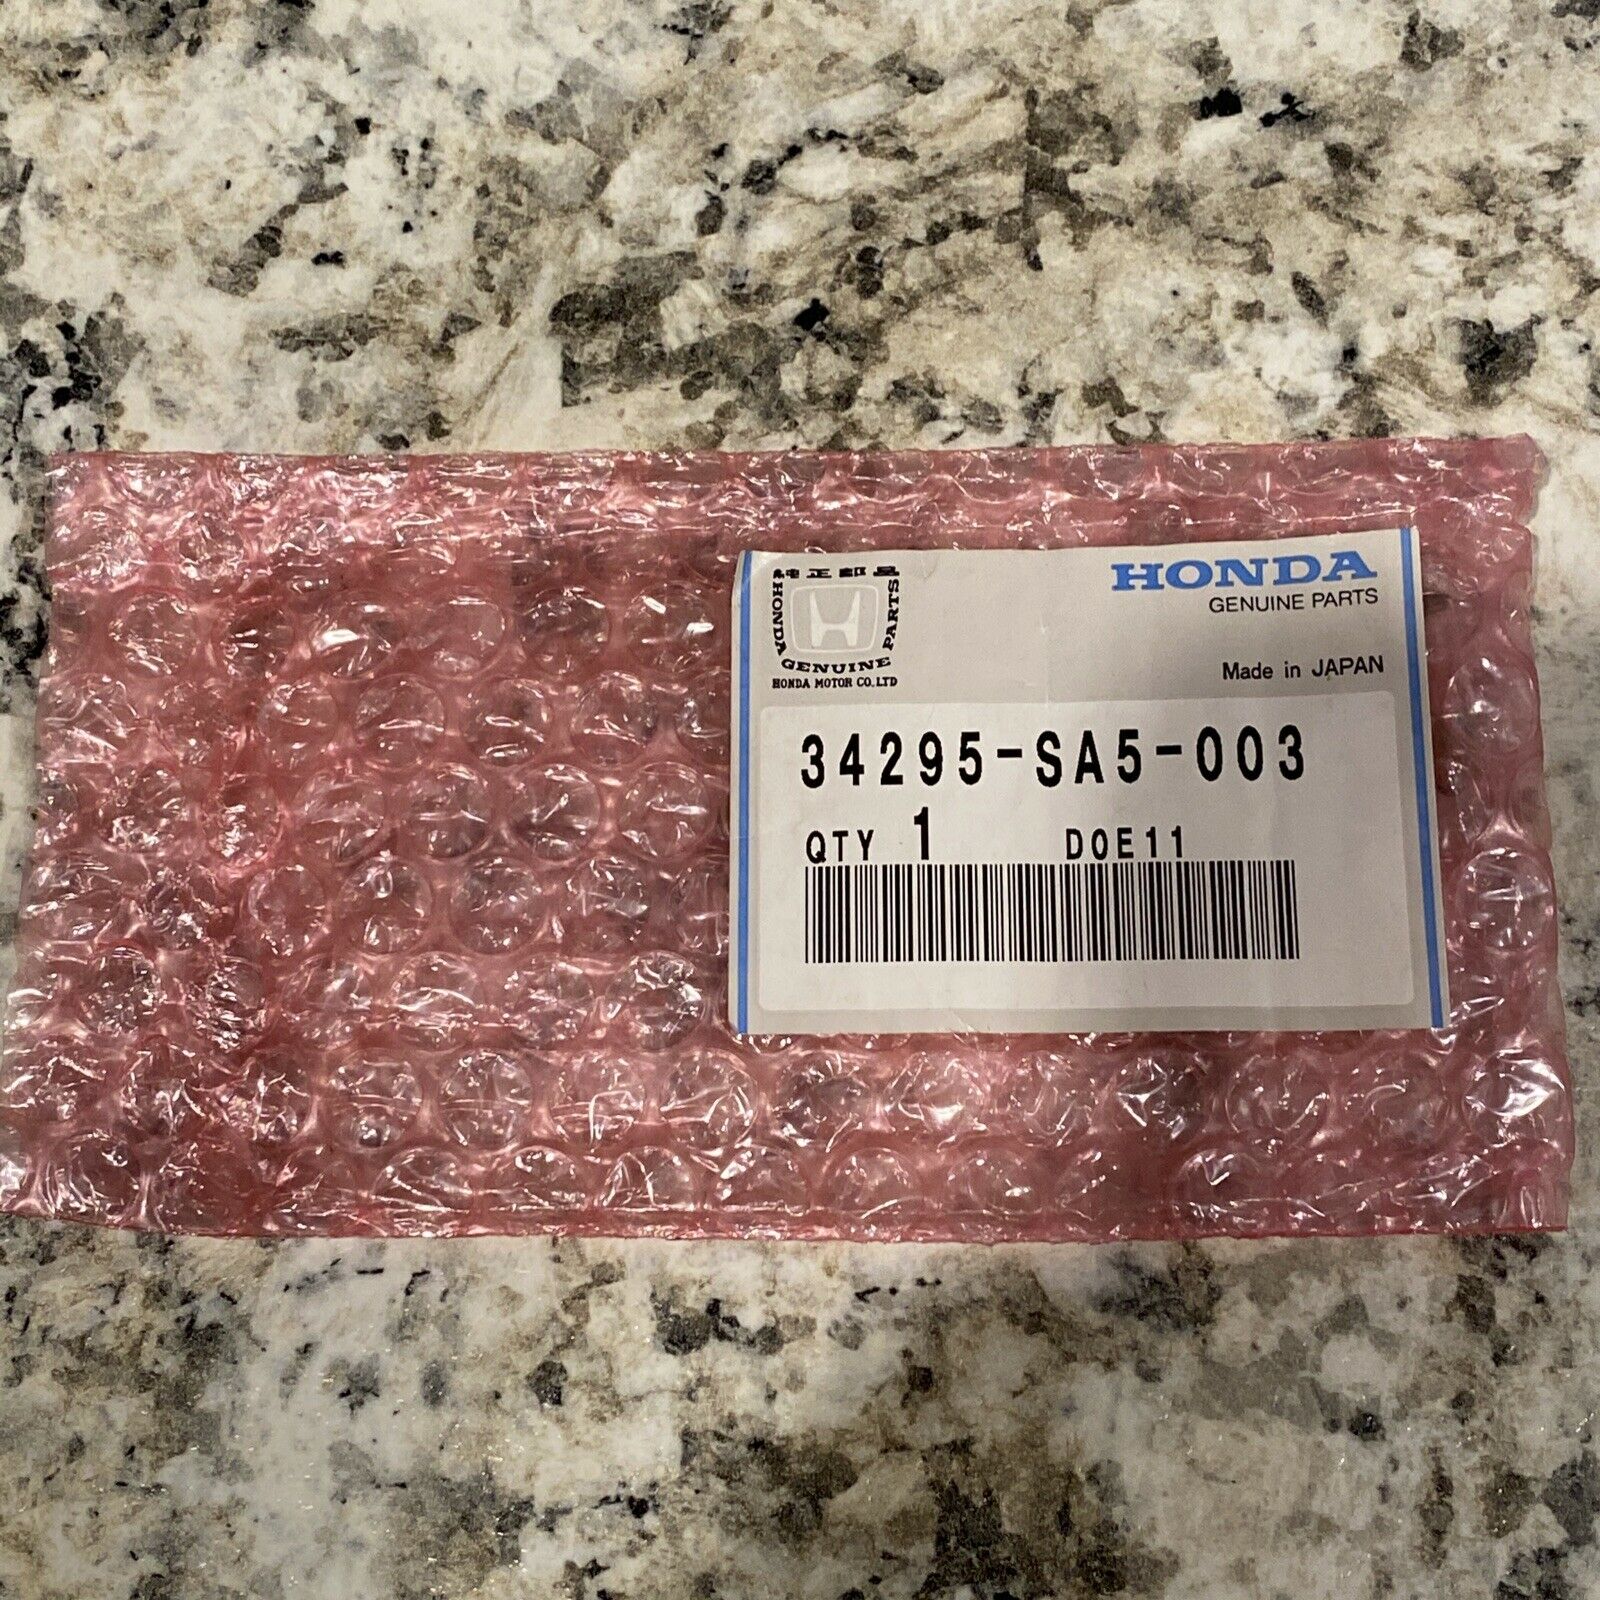 純正部品
HONDA GENUINE PARTS
HONDA MOTOR CO.,LTD
HONDA
GENUINE PARTS
Made in JAPAN
34295-SA5-003
QTY 1 D0E11